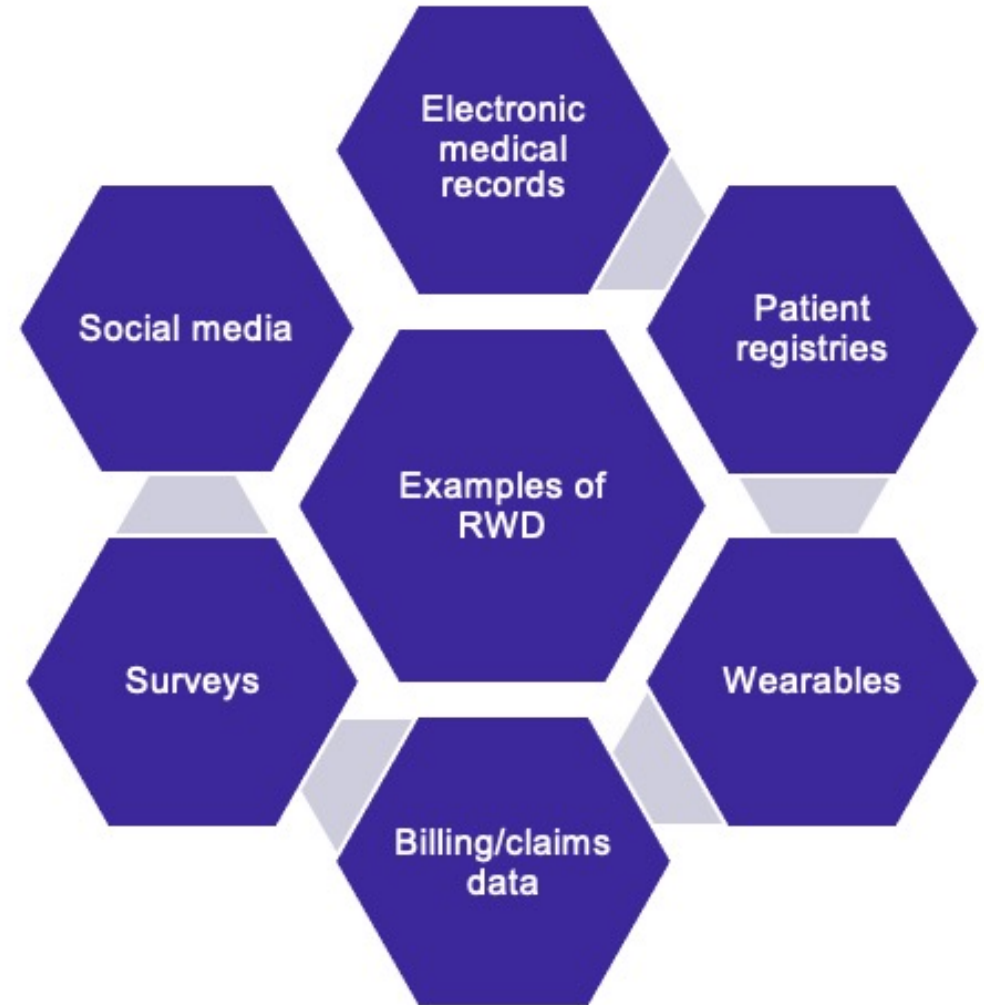 Electronic
medical
records
Patient
registries
Wearables
Billing/claims
data
Surveys
Social media
Examples of
RWD